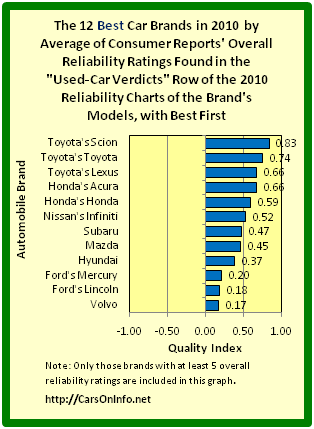 The 12 Best Car Brands in 2010 by
Average of Consumer Reports' Overall
Reliability Ratings Found in the
"Used-Car Verdicts" Row of the 2010
Reliability Charts of the Brand's
Models, with Best First
Automobile Brand
Toyota's Scion 0.83
Toyota's Toyota 0.74
Toyota's Lexus 0.66
Honda's Acura 0.66
Honda's Honda 0.59
Nissan's Infiniti 0.52
Subaru 0.47
Mazda 0.45
Hyundai 0.37
Ford's Mercury 0.20
Ford's Lincoln 0.18
Volvo 0.17
-1.00 -0.50 0.00 0.50 1.00
Quality Index
Note: Only those brands with at least 5 overall
reliability ratings are included in this graph.
http://CarsOnInfo.net